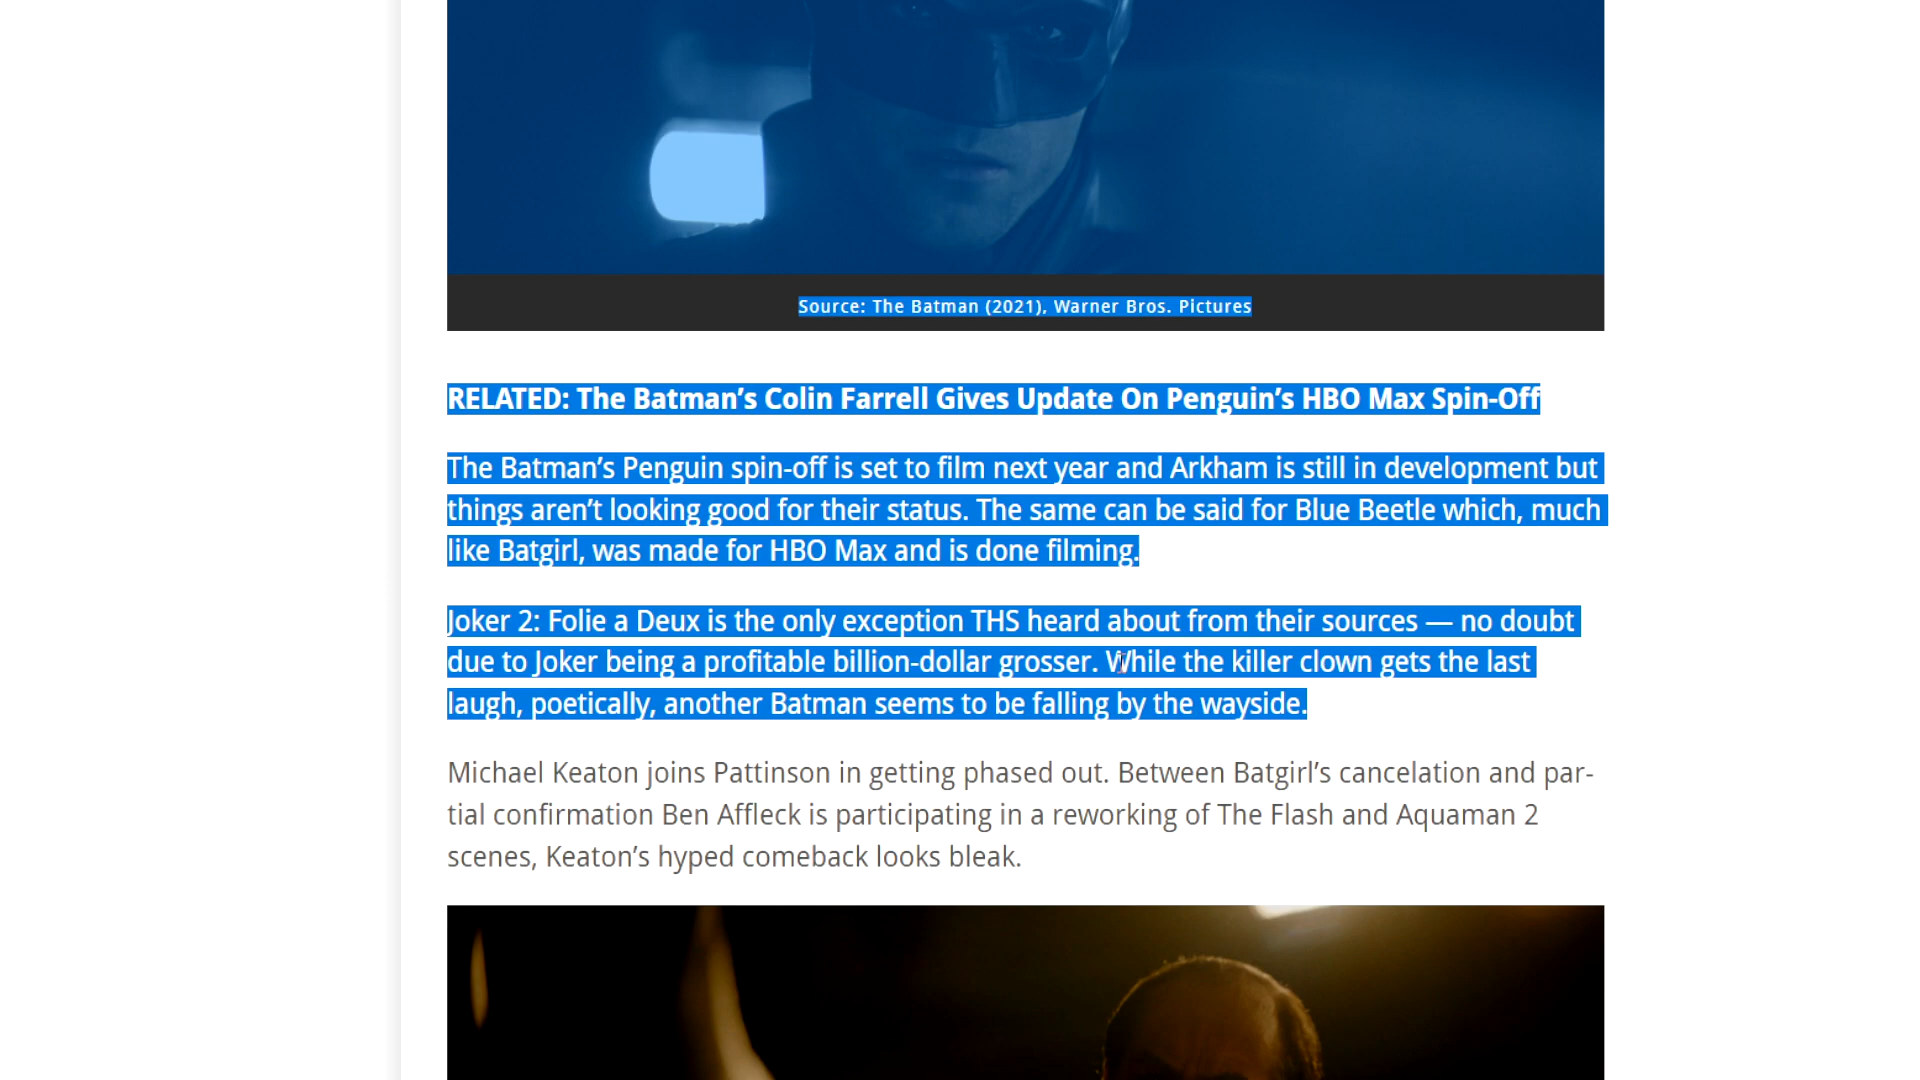 Source: The Batman (2021), Warner Bros. Pictures
RELATED: The Batman’s Colin Farrell Gives Update On Penguin’s HBO Max Spin-Off
The Batman’s Penguin spin-off is set to film next year and Arkham is still in development but
things aren’t looking good for their status. The same can be said for Blue Beetle which, much
like Batgirl, was made for HBO Max and is done filming.
Joker 2: Folie a Deux is the only exception THS heard about from their sources — no doubt
due to Joker being a profitable billion-dollar grosser. While the killer clown gets the last
laugh, poetically, another Batman seems to be falling by the wayside.
Michael Keaton joins Pattinson in getting phased out. Between Batgirl’s cancelation and par-
tial confirmation Ben Affleck is participating in a reworking of The Flash and Aquaman 2
scenes, Keaton’s hyped comeback looks bleak.